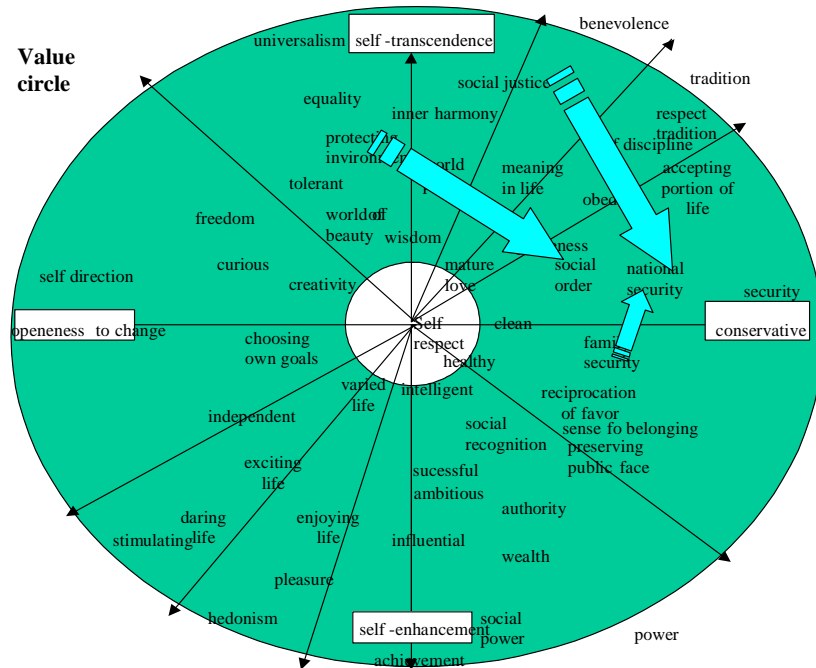 Value
circle
universalism
self -transcendence
benevolence
tradition
social justice
equality
inner harmony
respect
tradition
discipline
protecting
meaning
in life
accepting
portion of
life
tolerant
freedom
world of
beauty
wisdom
self direction
curious
creativity
mature
love
social
order
national
security
security
openeness to change
Self
respect
clean
conservative
choosing
own goals
healthy
security
varied
life
intelligent
independent
reciprocation
of favor
social
recognition
sense fo belonging
preserving
public face
exciting
life
sucessful
ambitious
daring
life
stimulating
enjoying
life
authority
influential
wealth
pleasure
hedonism
self -enhancement
social
power
power
achievement